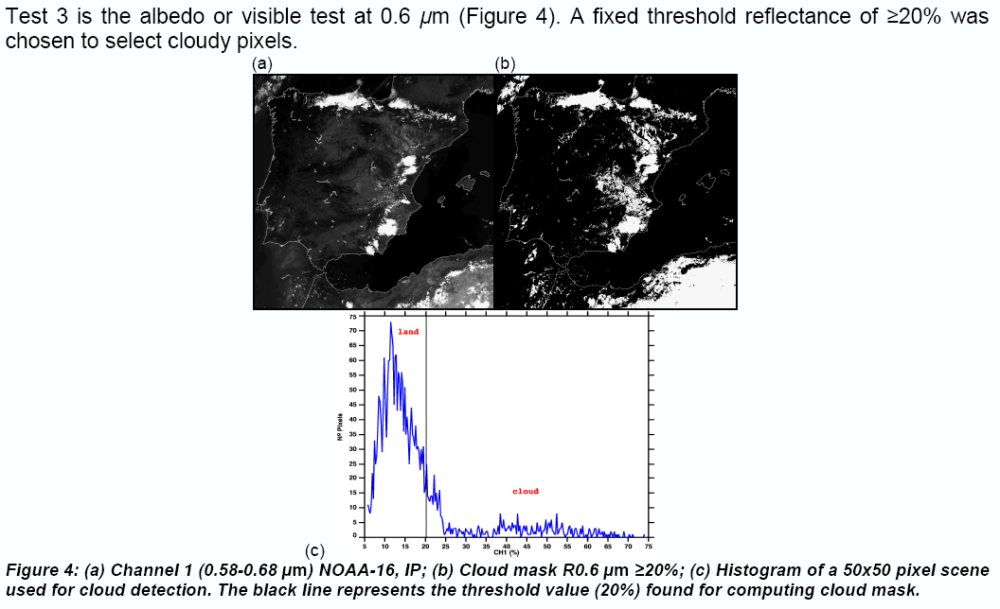 Test 3 is the albedo or visible test at 0.6 µm (Figure 4). A fixed threshold reflectance of ≥20% was
chosen to select cloudy pixels.
(a)
(b)
75
70
65
60
55
50
45
40
35
30
25
20
15
10
5
0
Nº Pixels
land
cloud
5 10 15 20 25 30 35 40 45 50 55 60 65 70 75
CH1 (%)
(c)
Figure 4: (a) Channel 1 (0.58-0.68 µm) NOAA-16, IP; (b) Cloud mask R0.6 µm ≥20%; (c) Histogram of a 50x50 pixel scene
used for cloud detection. The black line represents the threshold value (20%) found for computing cloud mask.